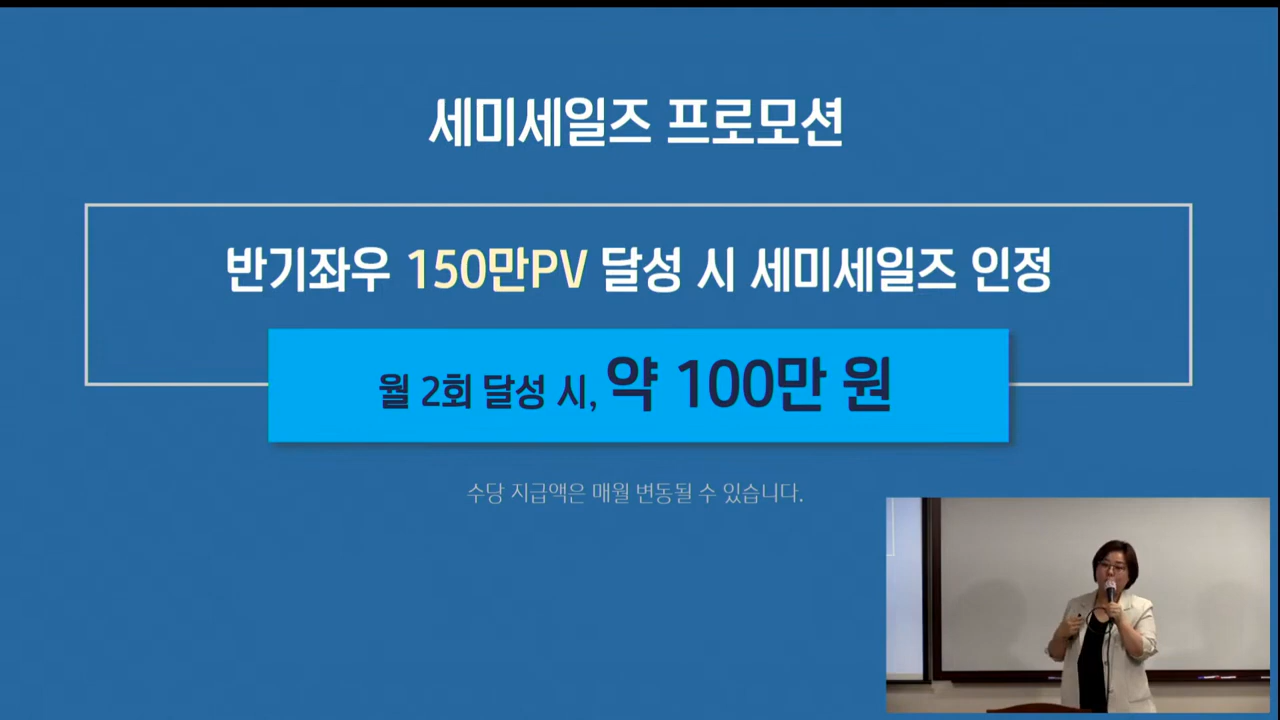 세미세일즈 프로모션
반기좌우 150만PV 달성 시 세미세일즈 인정
월 2회 달성 시, 약 100만 원
수당 지급액은 매월 변동될 수 있습니다.